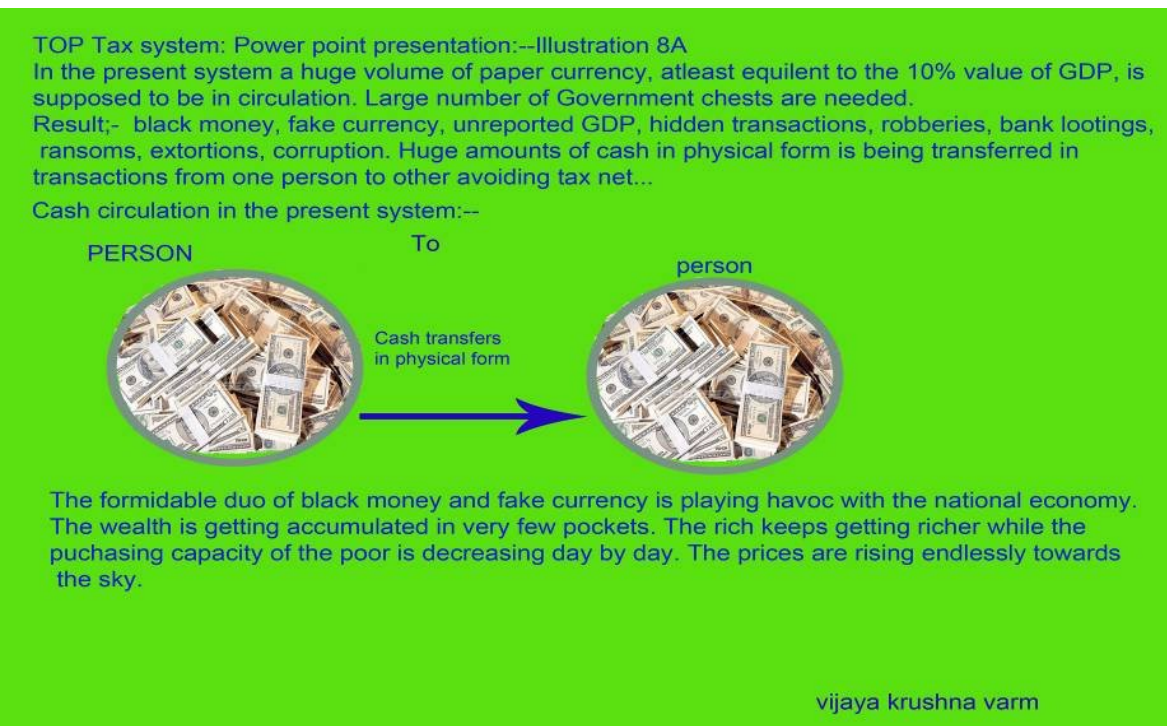 TOP Tax system: Power point presentation:--Illustration 8A
In the present system a huge volume of paper currency, atleast equilent to the 10% value of GDP, is
supposed to be in circulation. Large number of Government chests are needed.
Result;- black money, fake currency, unreported GDP, hidden transactions, robberies, bank lootings,
ransoms, extortions, corruption. Huge amounts of cash in physical form is being transferred in
transactions from one person to other avoiding tax net...
Cash circulation in the present system:--
PERSON
To
person
Cash transfers
in physical form
The formidable duo of black money and fake currency is playing havoc with the national economy.
The wealth is getting accumulated in very few pockets. The rich keeps getting richer while the
puchasing capacity of the poor is decreasing day by day. The prices are rising endlessly towards
the sky.
vijaya krushna varm